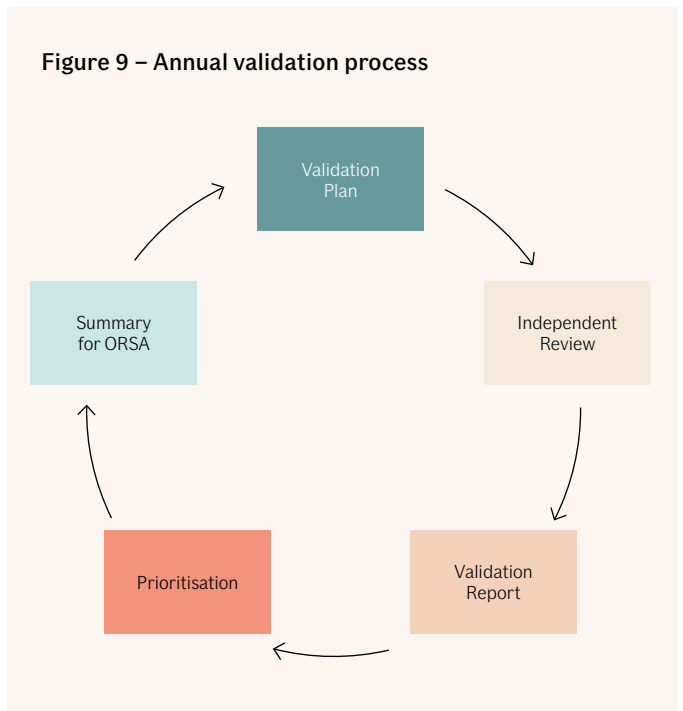 Figure 9 – Annual validation process
Validation
Plan
Independent
Review
Validation
Report
Prioritisation
Summary
for ORSA